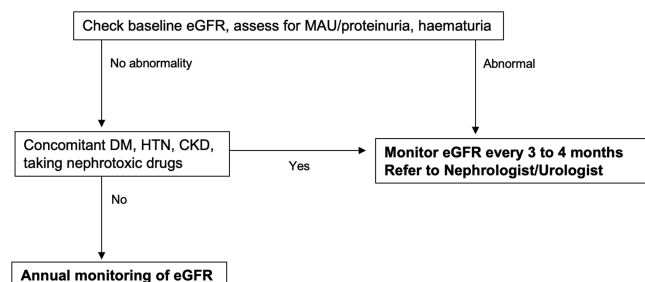 Check baseline eGFR, assess for MAU/proteinuria, haematuria
No abnormality
Abnormal
Concomitant DM, HTN, CKD,
taking nephrotoxic drugs
Yes
Monitor eGFR every 3 to 4 months
Refer to Nephrologist/Urologist
No
Annual monitoring of eGFR